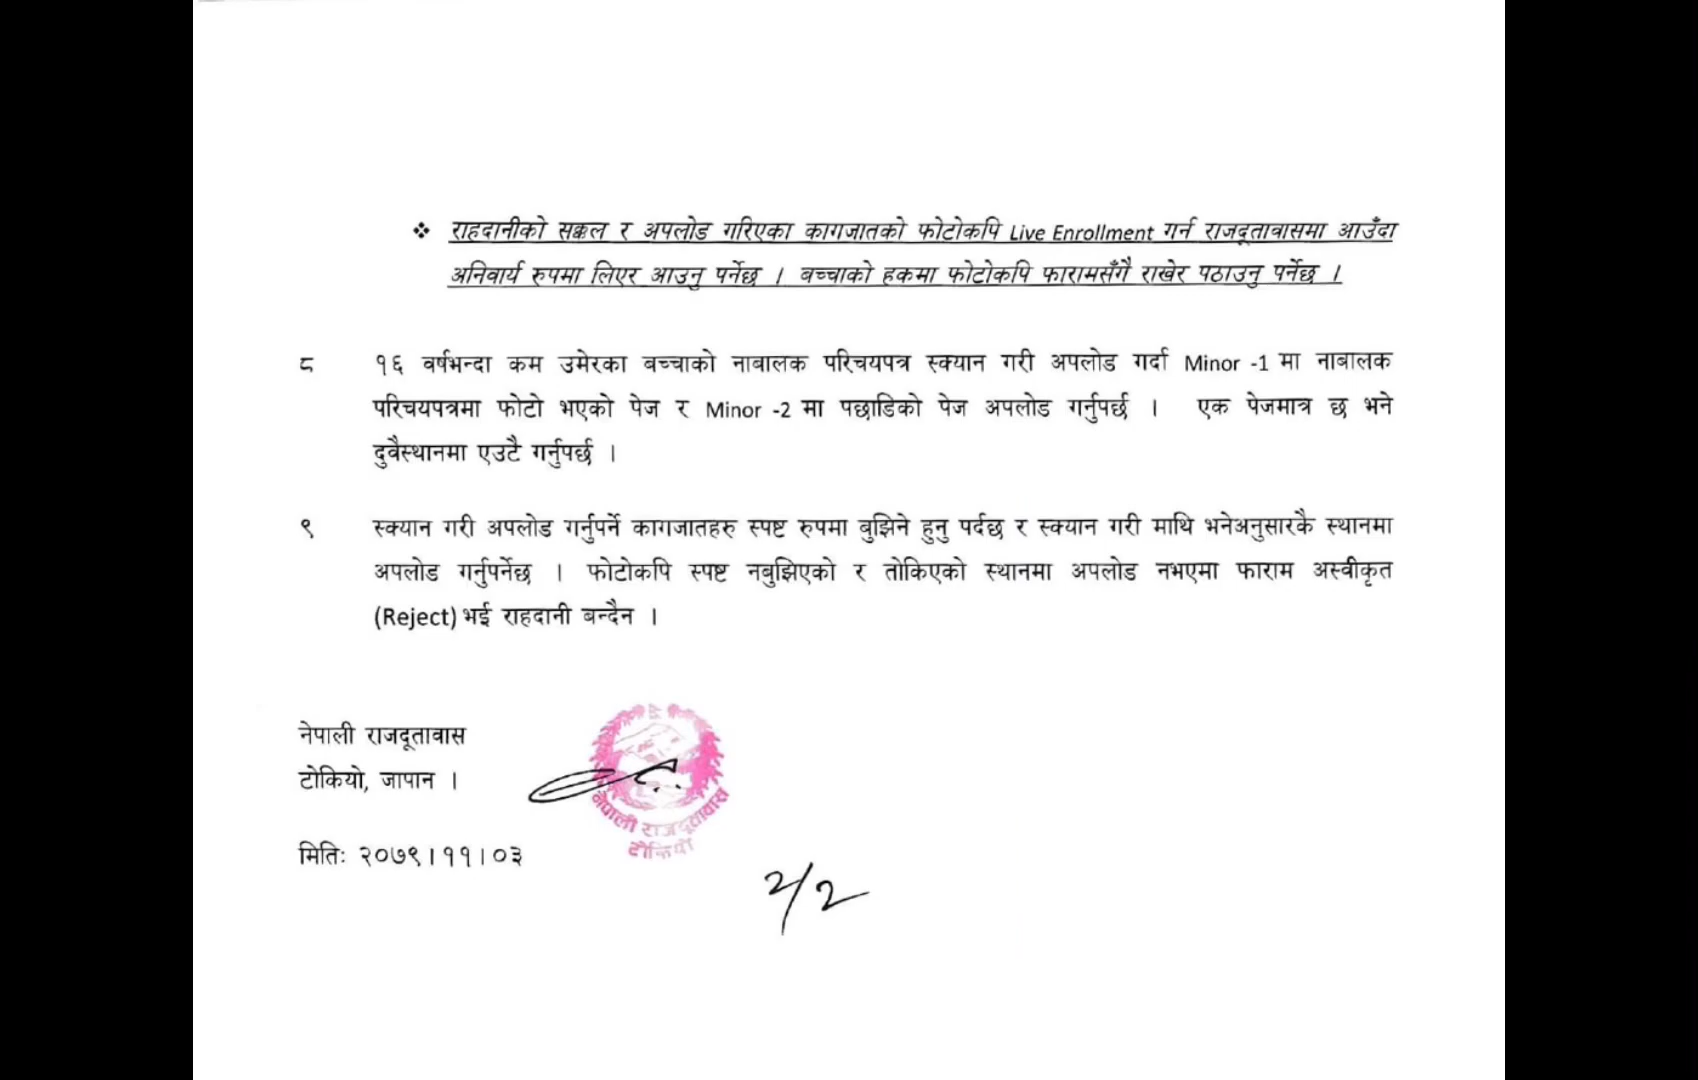 ❖ राहदानीको सक्कल र अपलोड गरिएका कागजातको फोटोकपि Live Enrollment गर्न राजदूतावासमा आउँदा
अनिवार्य रुपमा लिएर आउनु पर्नेछ । बच्चाको हकमा फोटोकपि फारामसँगै राखेर पठाउनु पर्नेछ ।
८ १६ वर्षभन्दा कम उमेरका बच्चाको नाबालक परिचयपत्र स्क्यान गरी अपलोड गर्दा Minor -1 मा नाबालक
परिचयपत्रमा फोटो भएको पेज र Minor -2 मा पछाडिको पेज अपलोड गर्नुपर्छ । एक पेजमात्र छ भने
दुवैस्थानमा एउटै गर्नुपर्छ ।
९ स्क्यान गरी अपलोड गर्नुपर्ने कागजातहरु स्पष्ट रुपमा बुझिने हुनु पर्दछ र स्क्यान गरी माथि भनेअनुसारकै स्थानमा
अपलोड गर्नुपर्नेछ । फोटोकपि स्पष्ट नबुझिएको र तोकिएको स्थानमा अपलोड नभएमा फाराम अस्वीकृत
(Reject) भई राहदानी बन्दैन ।
नेपाली राजदूतावास
टोकियो, जापान ।
नेपाली राजदूतावास
टोकियो
मितिः २०७९।११।०३
2/2